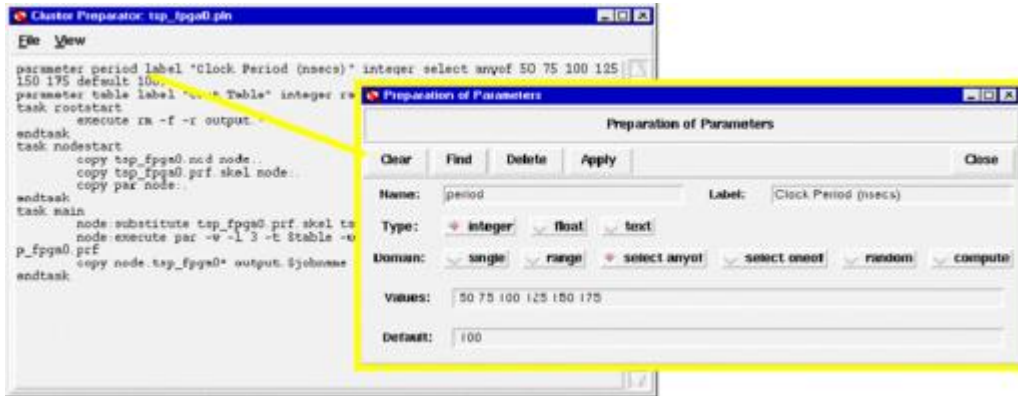 Cluster Preparator: tsp_fpga0.pln
File View
parameter period label "Clock Period (nsecs)" integer select anyof 50 75 100 125
150 175 default 100;
parameter table label "Cost Table" integer
task rootstart
execute rm -f -r output
endtask
task nodestart
copy tsp_fpga0.ncd node:.
copy tsp_fpga0.prf.skel node:.
copy par node:.
endtask
task main
node:substitute tsp_fpga0.prf.skel
node:execute par -w -l 3 -t $table
p_fpga0.prf
copy node:tsp_fpga0* output.$jobname
endtask
Preparation of Parameters
Preparation of Parameters
Clear Find Delete Apply Close
Name: period Label: Clock Period (nsecs)
Type: integer float text
Domain: single range select anyof select oneof random compute
Values: 50 75 100 125 150 175
Default: 100